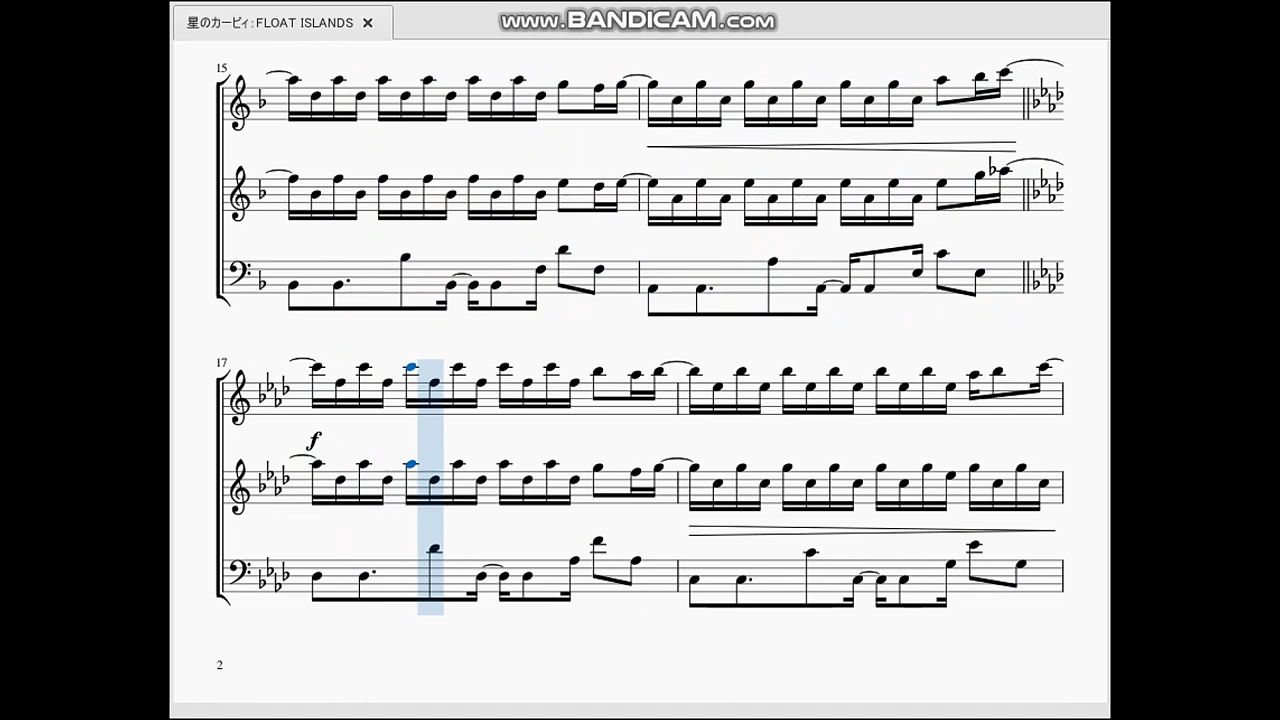 星のカービィ:FLOAT ISLANDS ×
www.BANDICAM.com
15
17
f
2